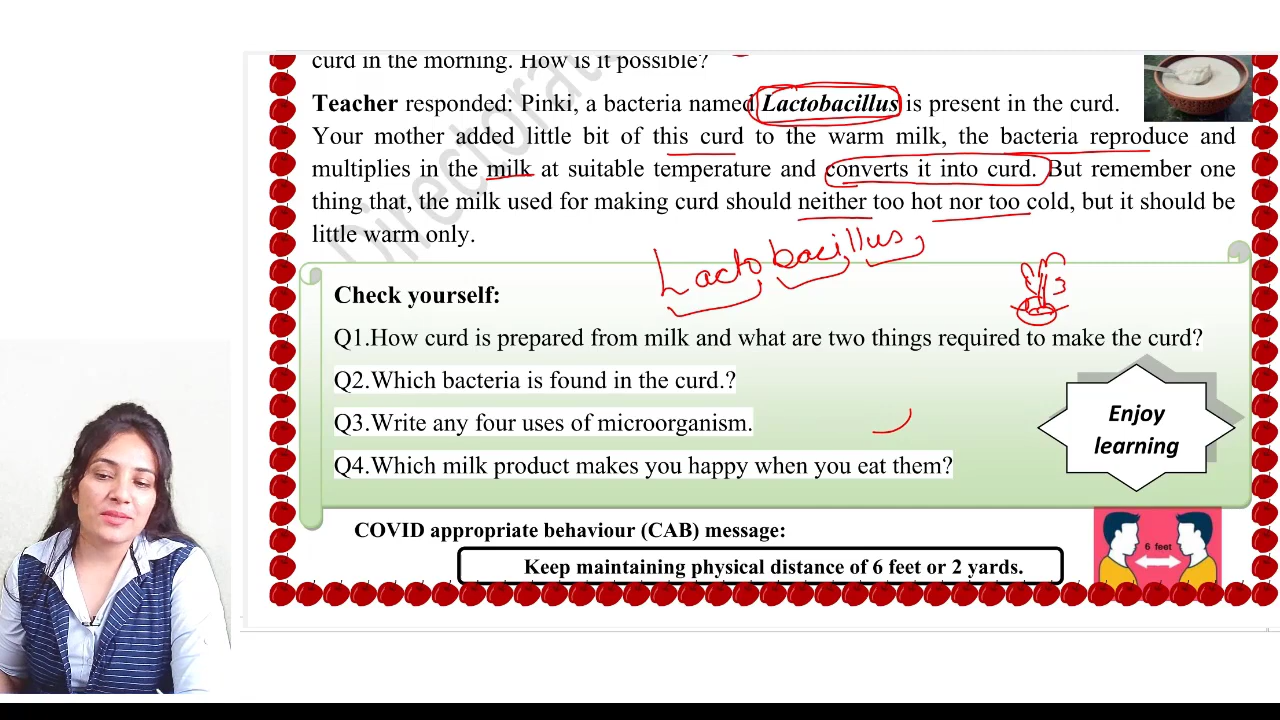 curd in the morning. How is it possible?
Teacher responded: Pinki, a bacteria named Lactobacillus is present in the curd.
Your mother added little bit of this curd to the warm milk, the bacteria reproduce and
multiplies in the milk at suitable temperature and converts it into curd. But remember one
thing that, the milk used for making curd should neither too hot nor too cold, but it should be
little warm only.
Lactobacillus
Check yourself:
Q1.How curd is prepared from milk and what are two things required to make the curd?
Q2.Which bacteria is found in the curd.?
Q3.Write any four uses of microorganism.
Q4.Which milk product makes you happy when you eat them?
Enjoy
learning
COVID appropriate behaviour (CAB) message:
6 feet
Keep maintaining physical distance of 6 feet or 2 yards.